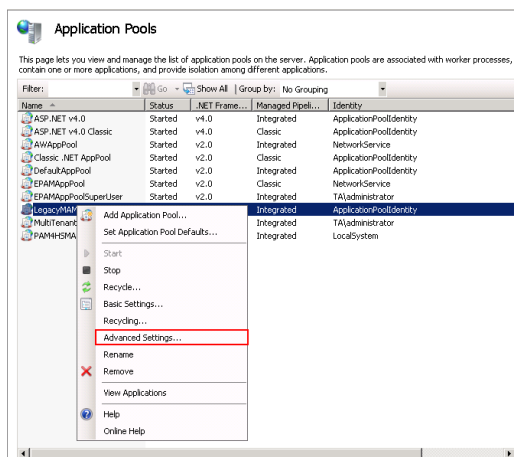 Application Pools
This page lets you view and manage the list of application pools on the server. Application pools are associated with worker processes,
contain one or more applications, and provide isolation among different applications.
Filter: Go Show All Group by: No Grouping
Name Status .NET Frame... Managed Pipeli... Identity
ASP.NET v4.0 Started v4.0 Integrated ApplicationPoolIdentity
ASP.NET v4.0 Classic Started v4.0 Classic ApplicationPoolIdentity
AWAppPool Started v2.0 Integrated NetworkService
Classic .NET AppPool Started v2.0 Classic ApplicationPoolIdentity
DefaultAppPool Started v2.0 Integrated ApplicationPoolIdentity
EPAMAppPool Started v2.0 Classic NetworkService
EPAMAppPoolSuperUser Started v2.0 Integrated TA\administrator
LegacyMAM Integrated ApplicationPoolIdentity
MultiTenant Integrated TA\administrator
PAM4HSMA Integrated LocalSystem
Add Application Pool...
Set Application Pool Defaults...
Start
Stop
Recycle...
Basic Settings...
Recycling...
Advanced Settings...
Rename
Remove
View Applications
Help
Online Help